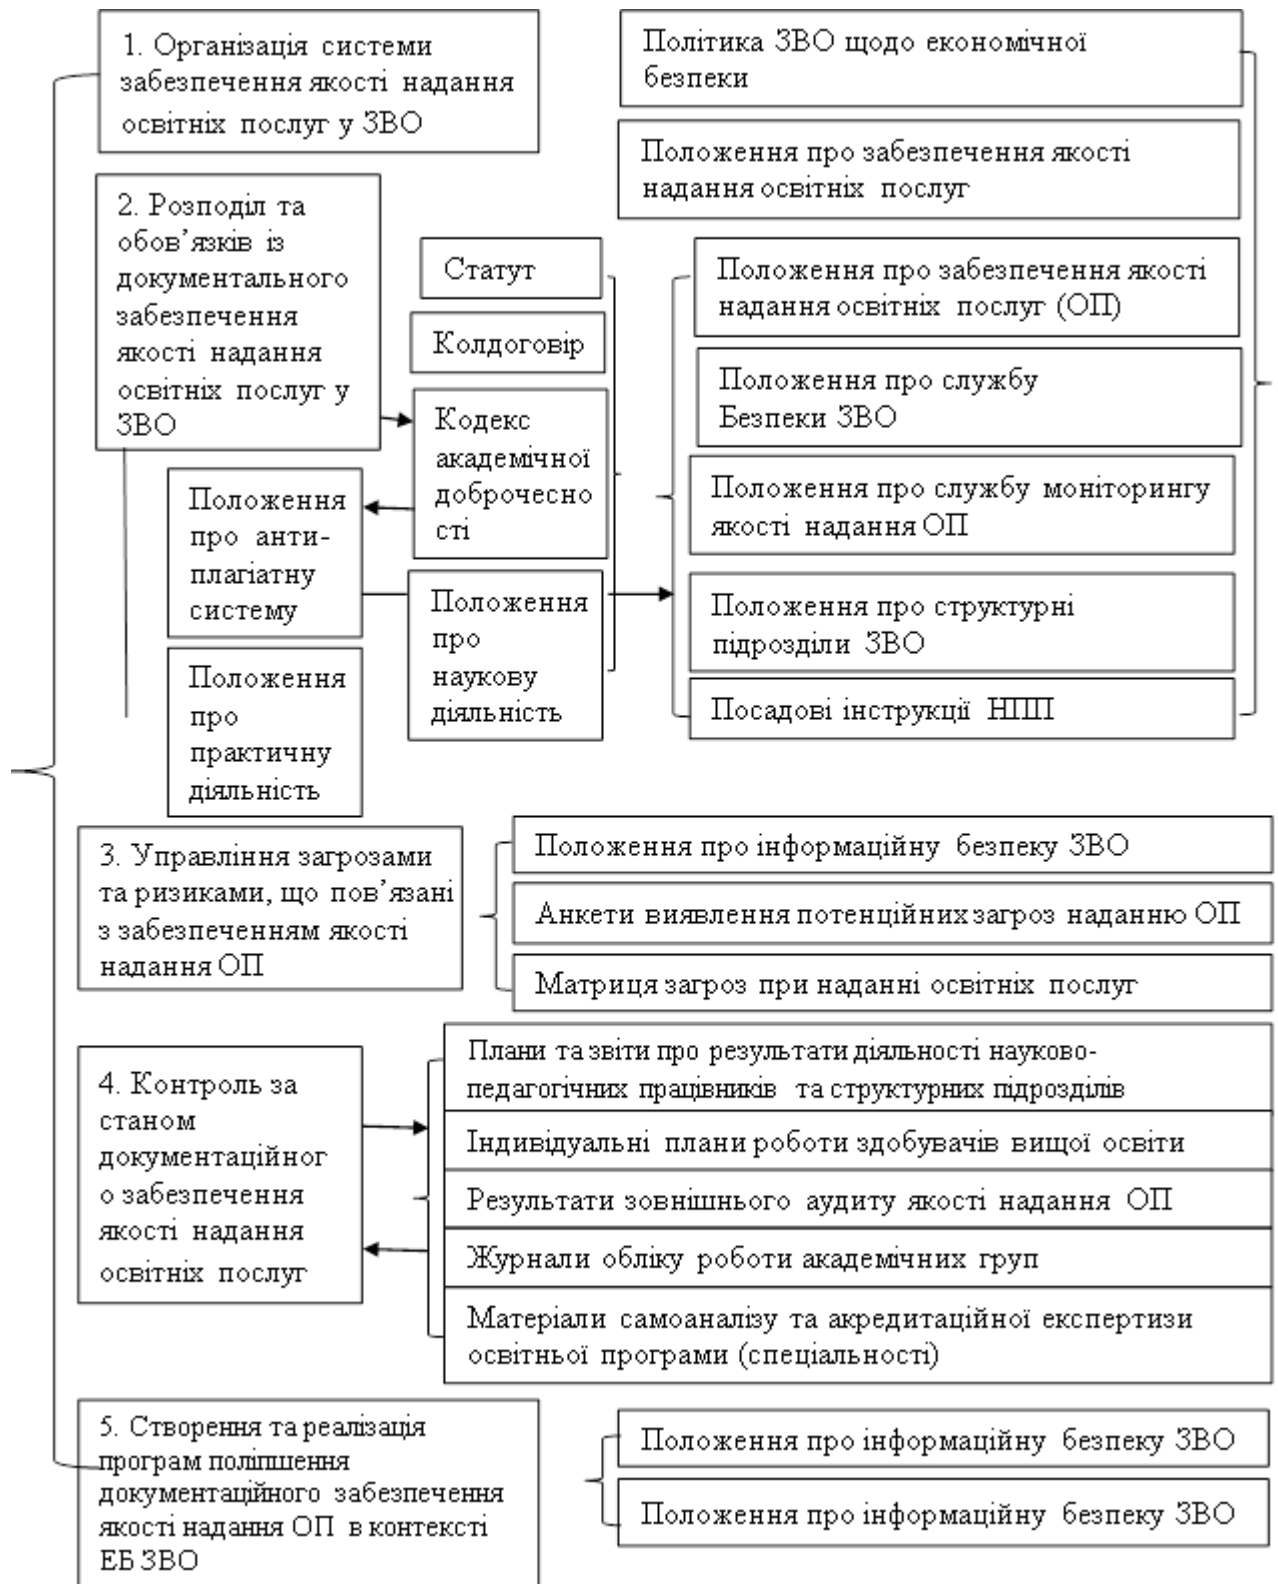 1. Організація системи
забезпечення якості надання
освітніх послуг у ЗВО
Політика ЗВО щодо економічної
безпеки
Положення про забезпечення якості
надання освітніх послуг
2. Розподіл та
обов’язків із
документального
забезпечення
якості надання
освітніх послуг у
ЗВО
Статут
Колдоговір
Кодекс
академічної
доброчесно
сті
Положення
про анти-
плагіатну
систему
Положення
про
наукову
діяльність
Положення
про
практичну
діяльність
Положення про забезпечення якості
надання освітніх послуг (ОП)
Положення про службу
Безпеки ЗВО
Положення про службу моніторингу
якості надання ОП
Положення про структурні
підрозділи ЗВО
Посадові інструкції НПП
3. Управління загрозами
та ризиками, що пов’язані
з забезпеченням якості
надання ОП
Положення про інформаційну безпеку ЗВО
Анкети виявлення потенційних загроз наданню ОП
Матриця загроз при наданні освітніх послуг
4. Контроль за
станом
документаційног
о забезпечення
якості надання
освітніх послуг
Плани та звіти про результати діяльності науково-
педагогічних працівників та структурних підрозділів
Індивідуальні плани роботи здобувачів вищої освіти
Результати зовнішнього аудиту якості надання ОП
Журнали обліку роботи академічних груп
Матеріали самоаналізу та акредитаційної експертизи
освітньої програми (спеціальності)
5. Створення та реалізація
програм поліпшення
документаційного забезпечення
якості надання ОП в контексті
ЕБ ЗВО
Положення про інформаційну безпеку ЗВО
Положення про інформаційну безпеку ЗВО